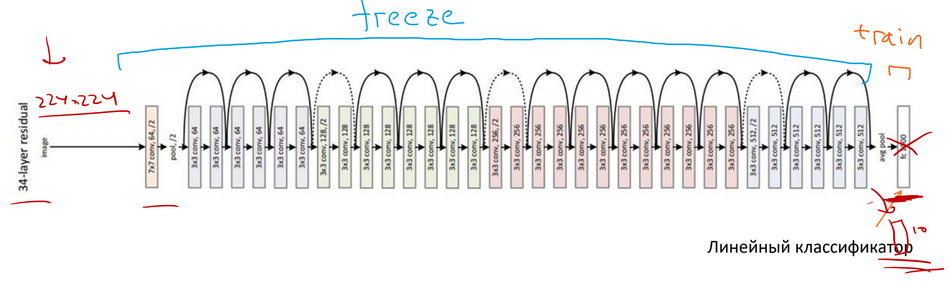 freeze
train
224x224
34-layer residual
image
7x7 conv, 64, /2
pool, /2
3x3 conv, 64
3x3 conv, 64
3x3 conv, 64
3x3 conv, 64
3x3 conv, 64
3x3 conv, 64
3x3 conv, 128, /2
3x3 conv, 128
3x3 conv, 128
3x3 conv, 128
3x3 conv, 128
3x3 conv, 128
3x3 conv, 128
3x3 conv, 128
3x3 conv, 256, /2
3x3 conv, 256
3x3 conv, 256
3x3 conv, 256
3x3 conv, 256
3x3 conv, 256
3x3 conv, 256
3x3 conv, 256
3x3 conv, 256
3x3 conv, 256
3x3 conv, 256
3x3 conv, 256
3x3 conv, 512, /2
3x3 conv, 512
3x3 conv, 512
3x3 conv, 512
3x3 conv, 512
3x3 conv, 512
avg pool
fc
10
Линейный классификатор